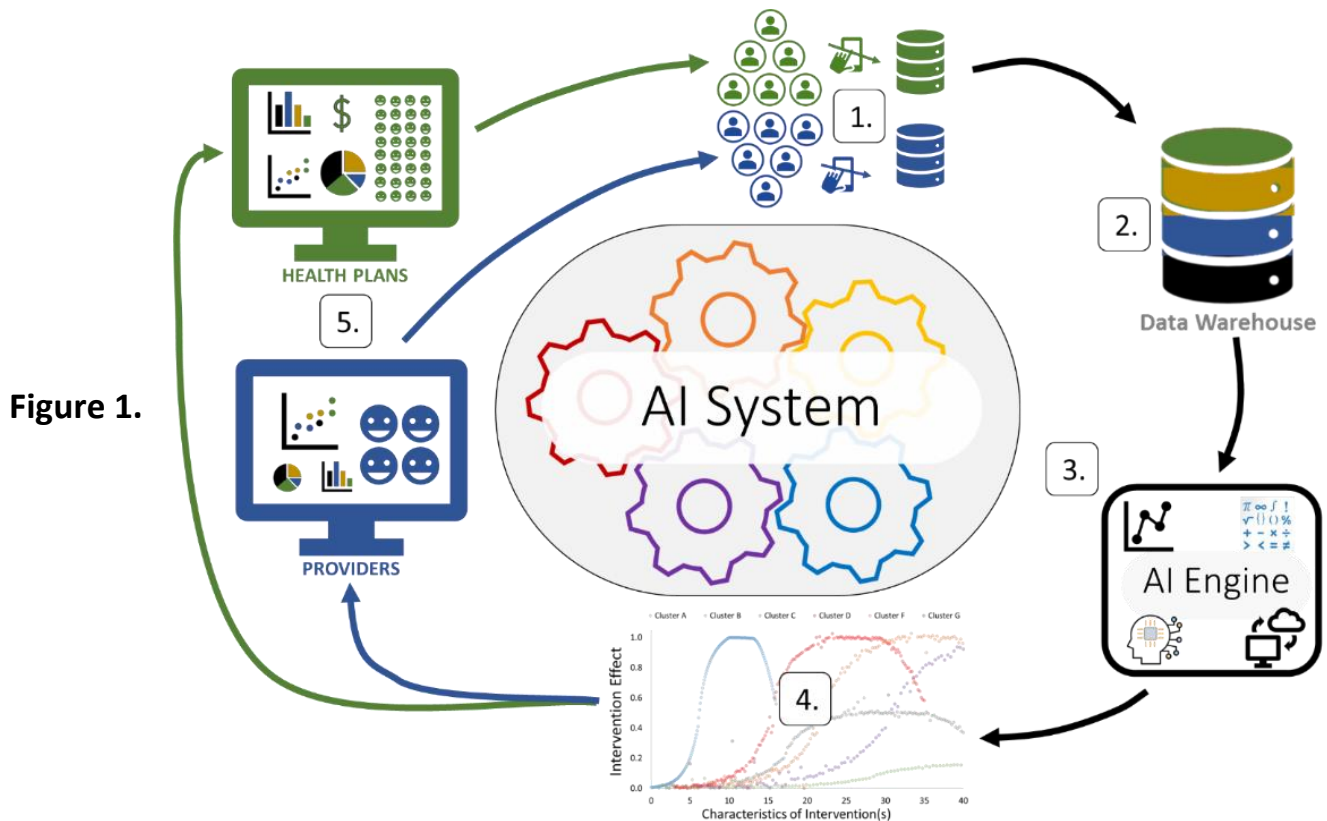 1.
$
HEALTH PLANS
2.
Data Warehouse
5.
Figure 1.
AI System
PROVIDERS
3.
π ∞ ∫ !
√ {} () %
+ - × ÷
> < = ≠
AI Engine
Cluster A Cluster B Cluster C Cluster D Cluster F Cluster G
Intervention Effect
1.0
0.8
0.6
0.4
0.2
0.0
4.
0 5 10 15 20 25 30 35 40
Characteristics of Intervention(s)